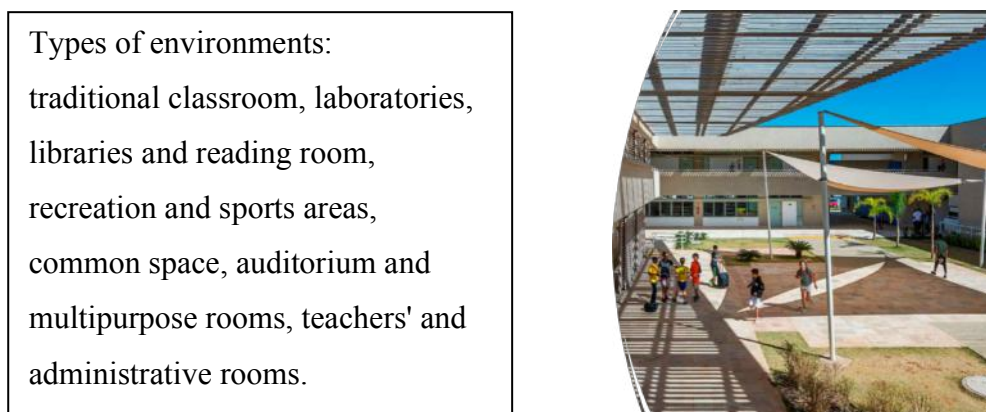 Types of environments:
traditional classroom, laboratories,
libraries and reading room,
recreation and sports areas,
common space, auditorium and
multipurpose rooms, teachers' and
administrative rooms.